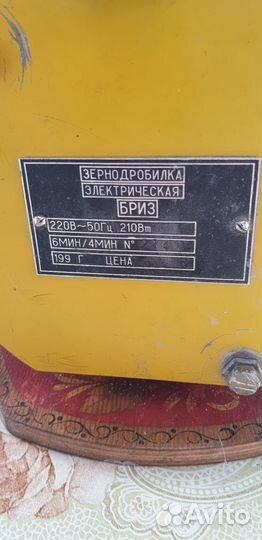 ЗЕРНОДРОБИЛКА
ЭЛЕКТРИЧЕСКАЯ
БРИЗ
220В~50Гц 210Вт
6МИН/4МИН N°
199 Г ЦЕНА
Avito